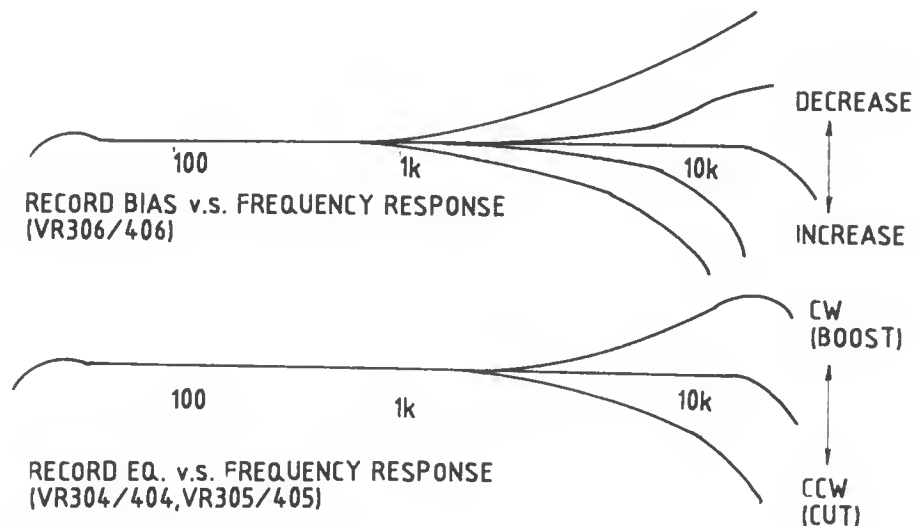 DECREASE
100
1k
10k
RECORD BIAS v.s. FREQUENCY RESPONSE
(VR306/406)
INCREASE
CW
(BOOST)
100
1k
10k
RECORD EQ. v.s. FREQUENCY RESPONSE
(VR304/404,VR305/405)
CCW
(CUT)